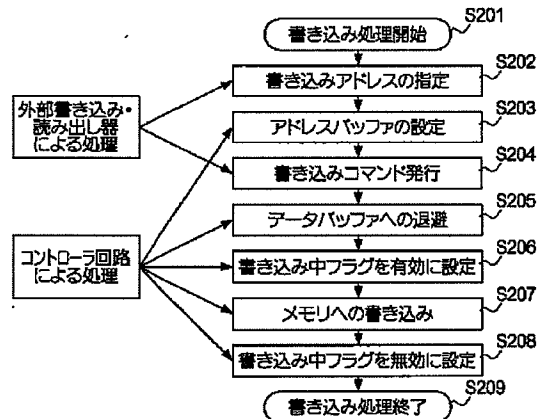 書き込み処理開始
S201
書き込みアドレスの指定
S202
外部書き込み・
読み出し器
による処理
アドレスバッファの設定
S203
書き込みコマンド発行
S204
データバッファへの退避
S205
コントローラ回路
による処理
書き込み中フラグを有効に設定
S206
メモリへの書き込み
S207
書き込み中フラグを無効に設定
S208
書き込み処理終了
S209